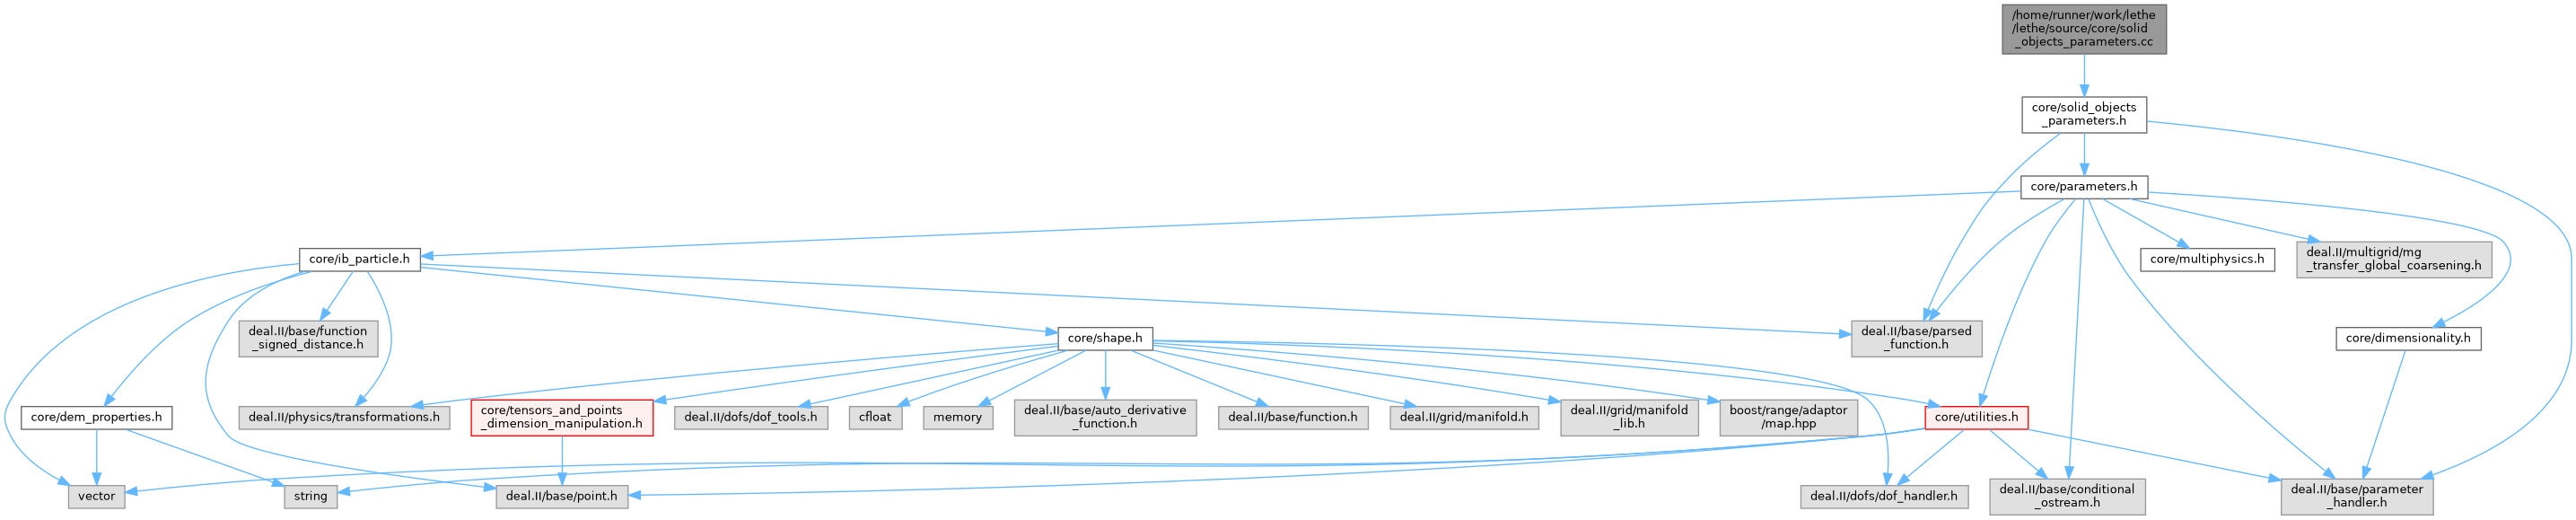 /home/runner/work/lethe
/lethe/source/core/solid
_objects_parameters.cc
core/solid_objects
_parameters.h
core/parameters.h
core/ib_particle.h
core/multiphysics.h
deal.II/multigrid/mg
_transfer_global_coarsening.h
deal.II/base/function
_signed_distance.h
core/shape.h
deal.II/base/parsed
_function.h
core/dimensionality.h
core/dem_properties.h
deal.II/physics/transformations.h
core/tensors_and_points
_dimension_manipulation.h
deal.II/dofs/dof_tools.h
cfloat
memory
deal.II/base/auto_derivative
_function.h
deal.II/base/function.h
deal.II/grid/manifold.h
deal.II/grid/manifold
_lib.h
boost/range/adaptor
/map.hpp
core/utilities.h
vector
string
deal.II/base/point.h
deal.II/dofs/dof_handler.h
deal.II/base/conditional
_ostream.h
deal.II/base/parameter
_handler.h